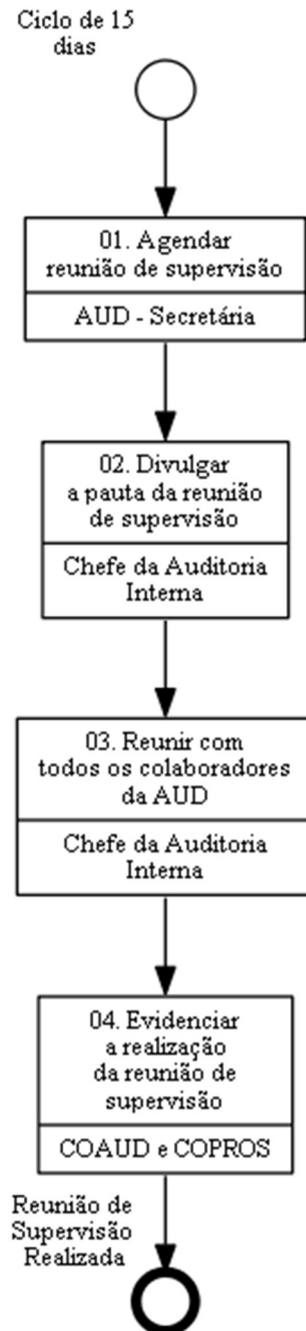 Ciclo de 15
dias
01. Agendar
reunião de supervisão
AUD - Secretária
02. Divulgar
a pauta da reunião
de supervisão
Chefe da Auditoria
Interna
03. Reunir com
todos os colaboradores
da AUD
Chefe da Auditoria
Interna
04. Evidenciar
a realização
da reunião de
supervisão
COAUD e COPROS
Reunião de
Supervisão
Realizada